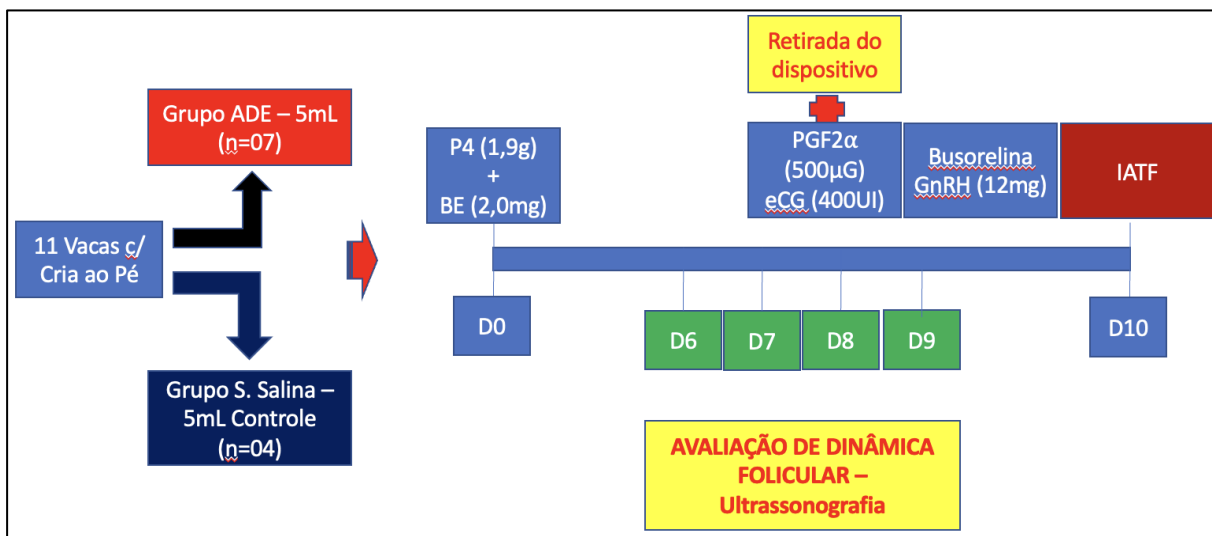 11 Vacas c/
Cria ao Pé
Grupo ADE – 5mL
(n=07)
Grupo S. Salina –
5mL Controle
(n=04)
P4 (1,9g)
+
BE (2,0mg)
Retirada do
dispositivo
PGF2α
(500µG)
eCG (400UI)
Busorelina
GnRH (12mg)
IATF
D0
D6
D7
D8
D9
D10
AVALIAÇÃO DE DINÂMICA
FOLICULAR –
Ultrassonografia